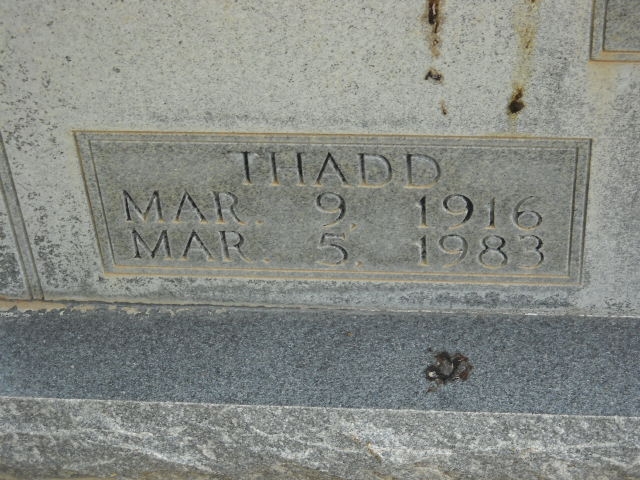 THADD
MAR. 9, 1916
MAR. 5, 1983